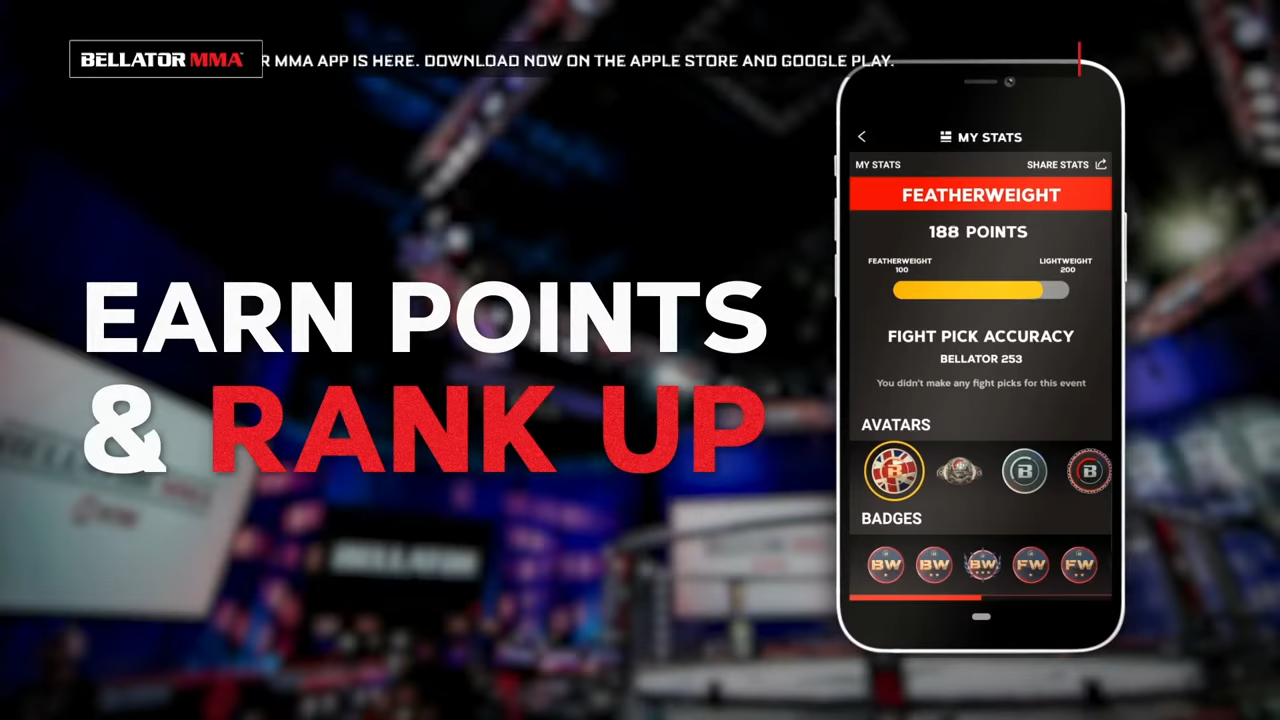 BELLATOR MMA R MMA APP IS HERE. DOWNLOAD NOW ON THE APPLE STORE AND GOOGLE PLAY.
MY STATS
MY STATS SHARE STATS
FEATHERWEIGHT
188 POINTS
FEATHERWEIGHT LIGHTWEIGHT
100 200
EARN POINTS
& RANK UP
FIGHT PICK ACCURACY
BELLATOR 253
You didn't make any fight picks for this event
AVATARS
B B
BADGES
BW BW BW FW FW
BELLATOR